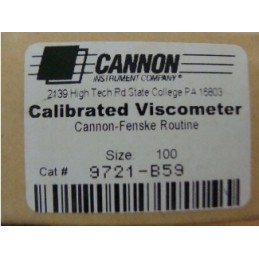 CANNON
INSTRUMENT COMPANY®
2139 High Tech Rd State College PA 16803
Calibrated Viscometer
Cannon-Fenske Routine
Size 100
Cat # 9721-B59